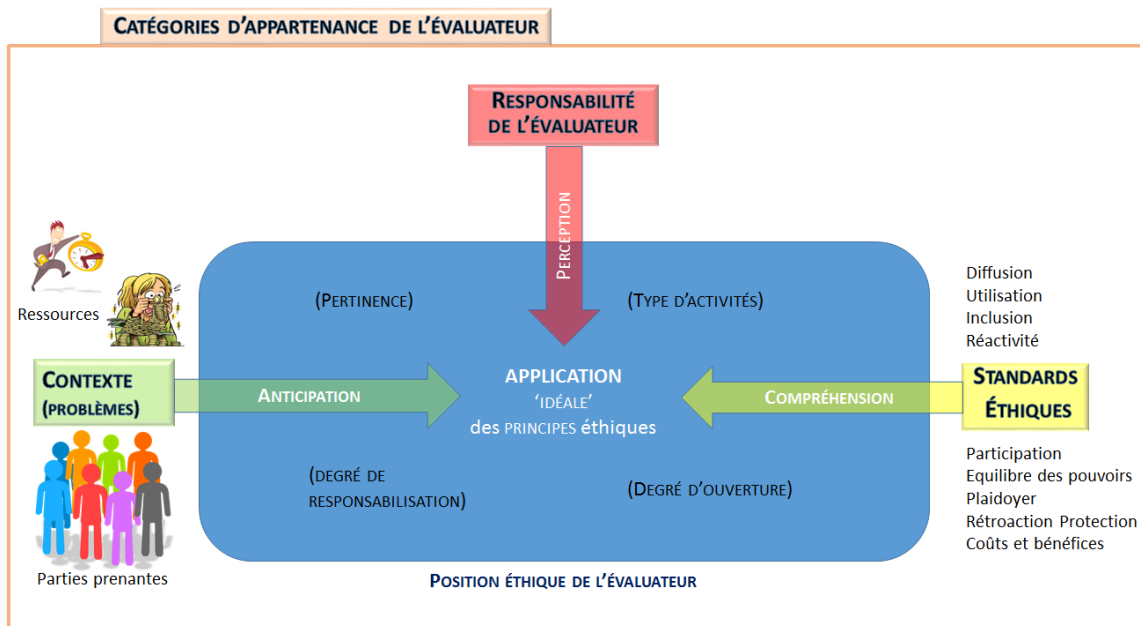 CATÉGORIES D'APPARTENANCE DE L'ÉVALUATEUR
RESPONSABILITÉ
DE L'ÉVALUATEUR
PERCEPTION
Ressources
(PERTINENCE)
(TYPE D'ACTIVITÉS)
Diffusion
Utilisation
Inclusion
Réactivité
CONTEXTE
(PROBLÈMES)
ANTICIPATION
APPLICATION
'IDÉALE'
des PRINCIPES éthiques
COMPRÉHENSION
STANDARDS
ÉTHIQUES
(DEGRÉ DE
RESPONSABILISATION)
(DEGRÉ D'OUVERTURE)
Participation
Equilibre des pouvoirs
Plaidoyer
Rétroaction Protection
Coûts et bénéfices
Parties prenantes
POSITION ÉTHIQUE DE L'ÉVALUATEUR